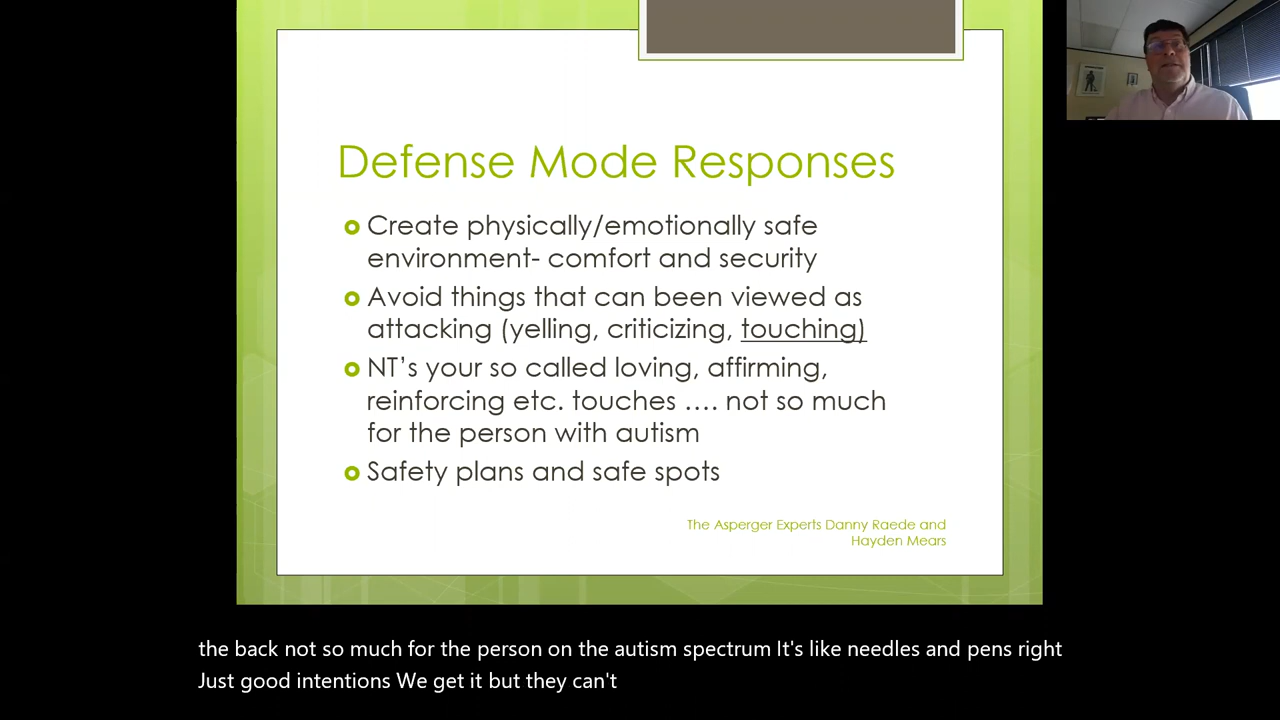 Defense Mode Responses
Create physically/emotionally safe
environment- comfort and security
Avoid things that can been viewed as
attacking (yelling, criticizing, touching)
NT's your so called loving, affirming,
reinforcing etc. touches .... not so much
for the person with autism
Safety plans and safe spots
The Asperger Experts Danny Raede and
Hayden Mears
the back not so much for the person on the autism spectrum It's like needles and pens right
Just good intentions We get it but they can't